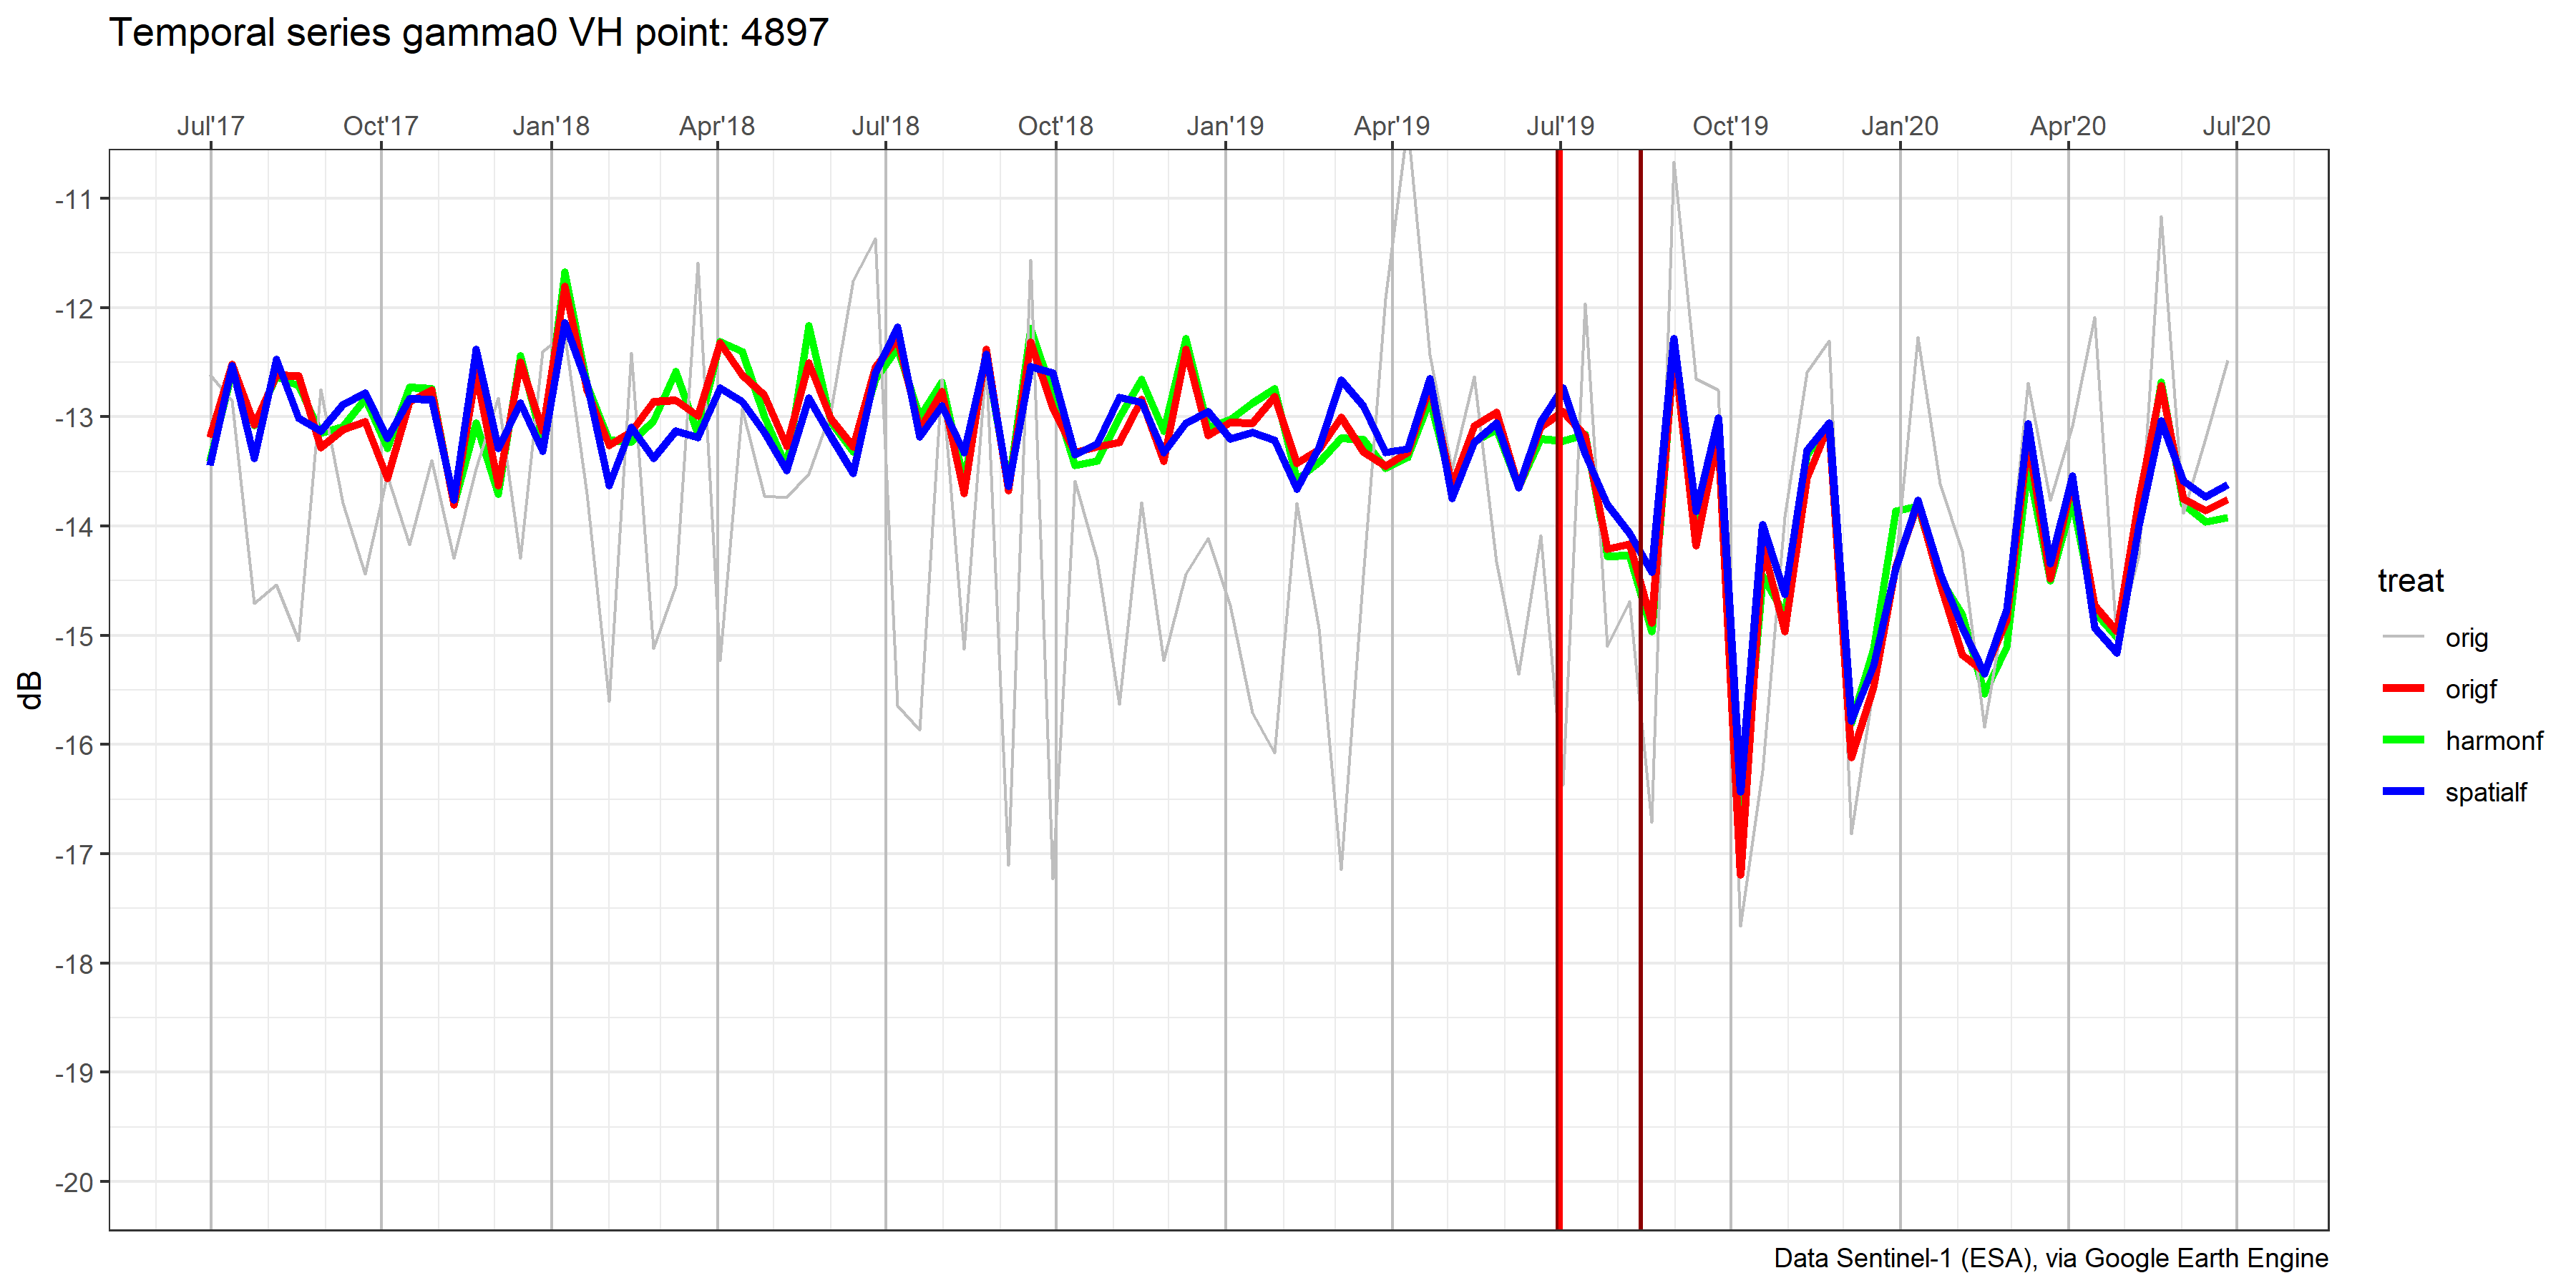 Temporal series gamma0 VH point: 4897
Jul'17 Oct'17 Jan'18 Apr'18 Jul'18 Oct'18 Jan'19 Apr'19 Jul'19 Oct'19 Jan'20 Apr'20 Jul'20
-11
-12
-13
-14
-15
-16
-17
-18
-19
-20
dB
treat
orig
origf
harmonf
spatialf
Data Sentinel-1 (ESA), via Google Earth Engine